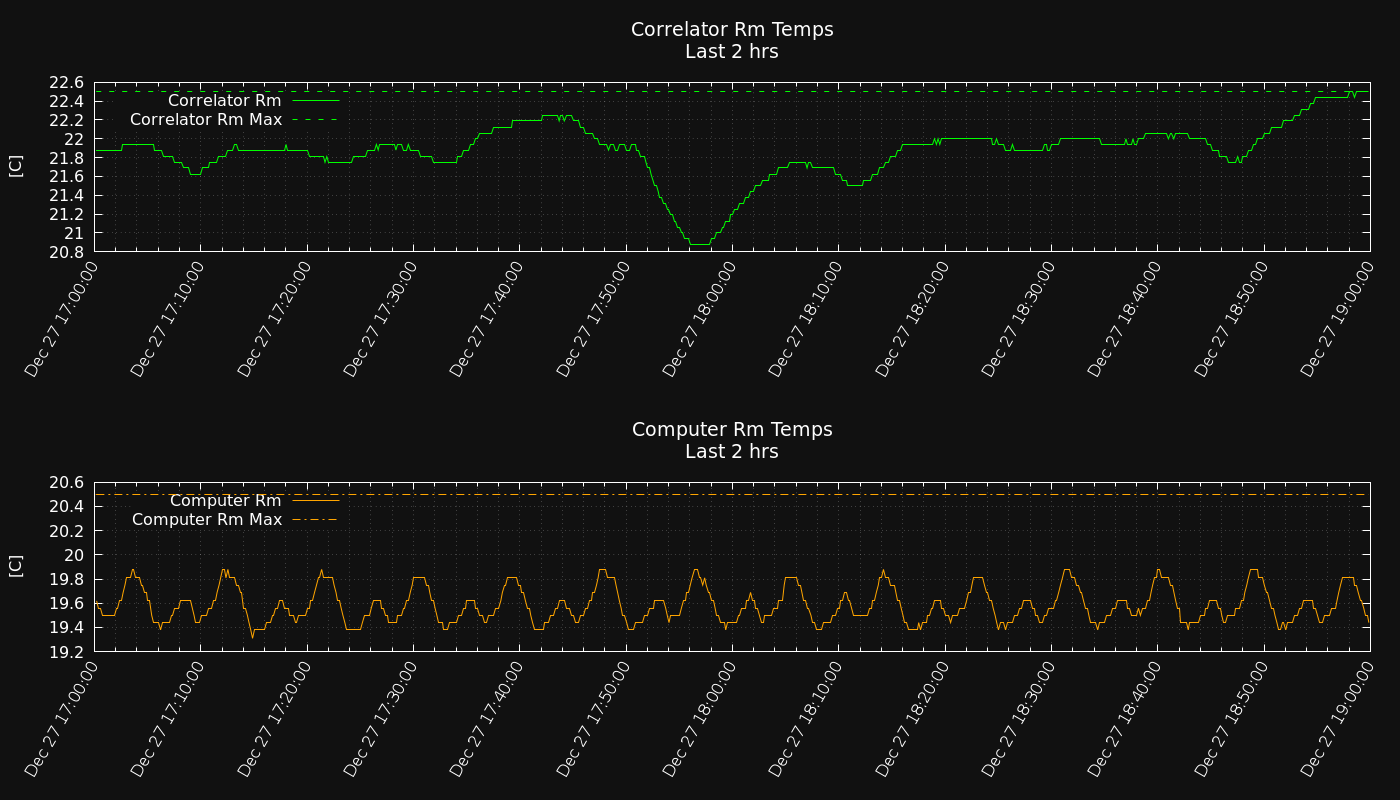 Correlator Rm Temps
Last 2 hrs
22.6
22.4
22.2
22
21.8
21.6
21.4
21.2
21
20.8
[C]
Correlator Rm
Correlator Rm Max
Dec 27 17:00:00
Dec 27 17:10:00
Dec 27 17:20:00
Dec 27 17:30:00
Dec 27 17:40:00
Dec 27 17:50:00
Dec 27 18:00:00
Dec 27 18:10:00
Dec 27 18:20:00
Dec 27 18:30:00
Dec 27 18:40:00
Dec 27 18:50:00
Dec 27 19:00:00
Computer Rm Temps
Last 2 hrs
20.6
20.4
20.2
20
19.8
19.6
19.4
19.2
[C]
Computer Rm
Computer Rm Max
Dec 27 17:00:00
Dec 27 17:10:00
Dec 27 17:20:00
Dec 27 17:30:00
Dec 27 17:40:00
Dec 27 17:50:00
Dec 27 18:00:00
Dec 27 18:10:00
Dec 27 18:20:00
Dec 27 18:30:00
Dec 27 18:40:00
Dec 27 18:50:00
Dec 27 19:00:00